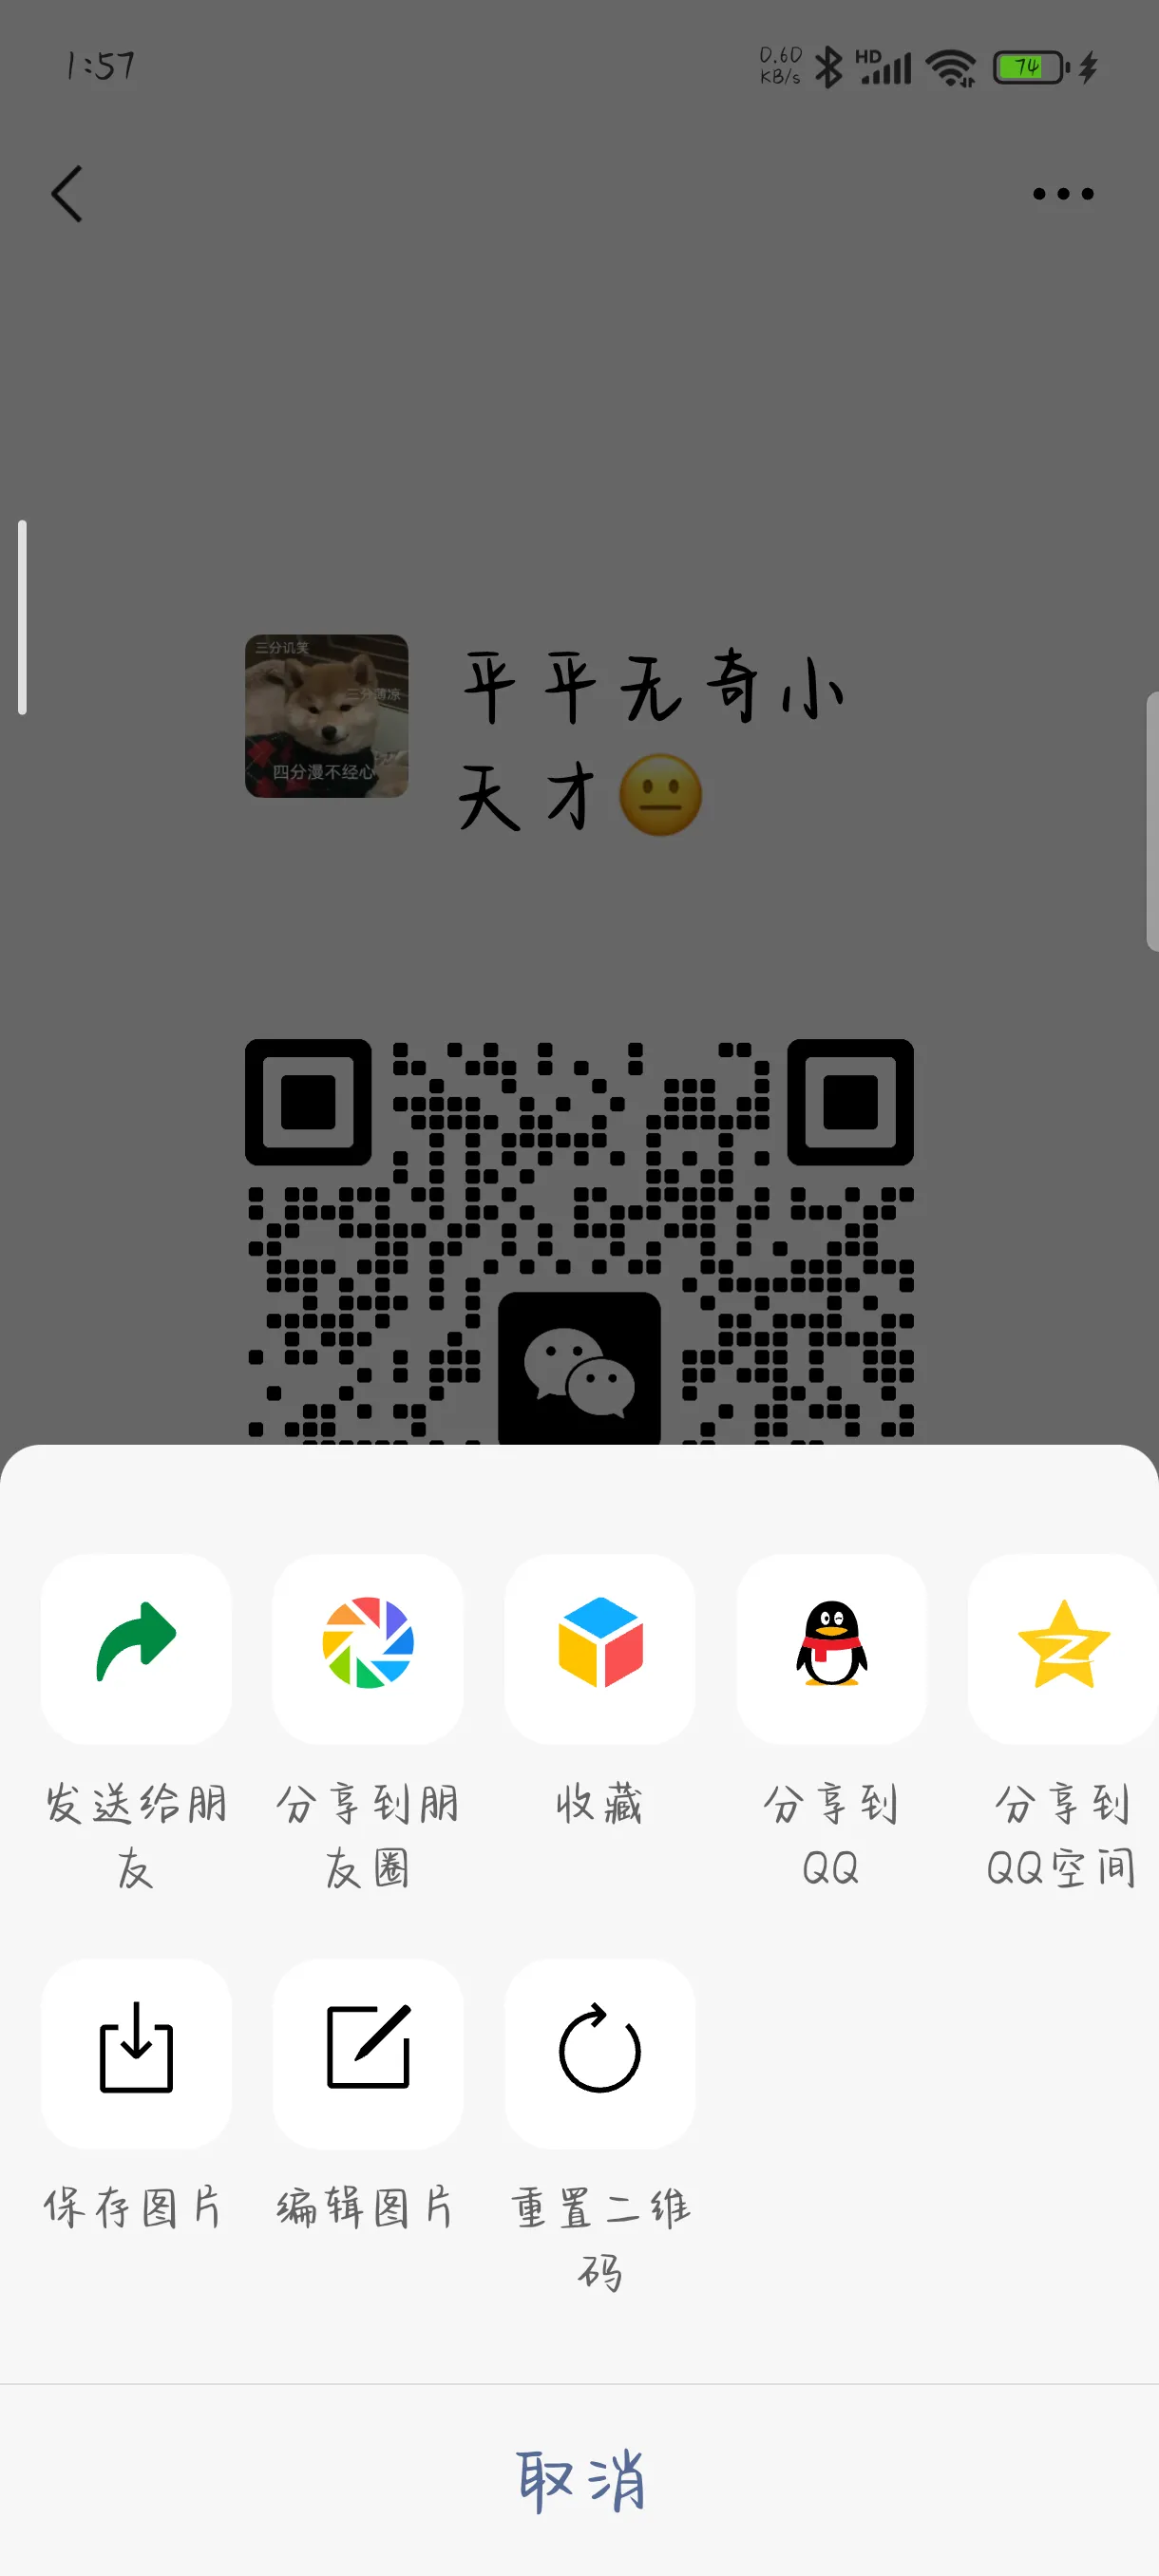 1:57
0.60
KB/s
HD
74
三分讥笑
三分薄凉
四分漫不经心
平平无奇小
天才😐
发送给朋
友
分享到朋
友圈
收藏
分享到
QQ
分享到
QQ空间
保存图片
编辑图片
重置二维
码
取消